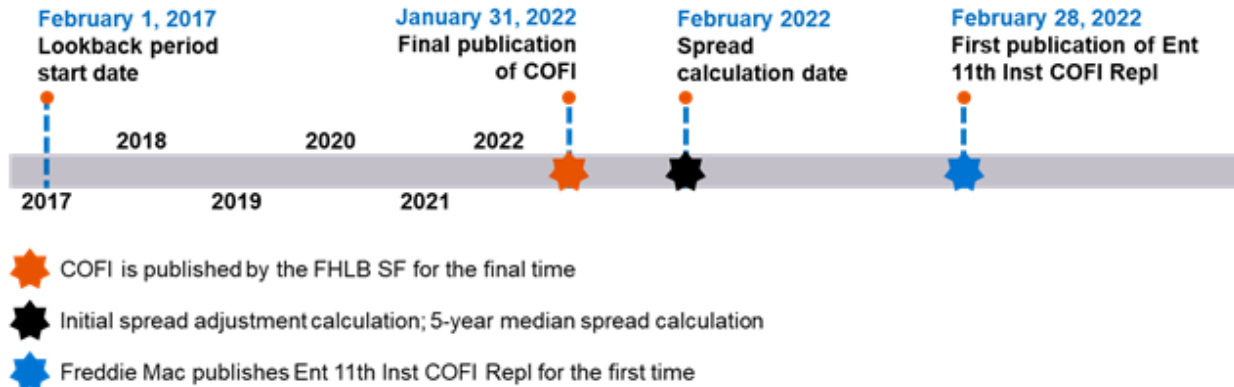 February 1, 2017
Lookback period
start date
January 31, 2022
Final publication
of COFI
February 2022
Spread
calculation date
February 28, 2022
First publication of Ent
11th Inst COFI Repl
2018
2020
2022
2017
2019
2021
COFI is published by the FHLB SF for the final time
Initial spread adjustment calculation; 5-year median spread calculation
Freddie Mac publishes Ent 11th Inst COFI Repl for the first time